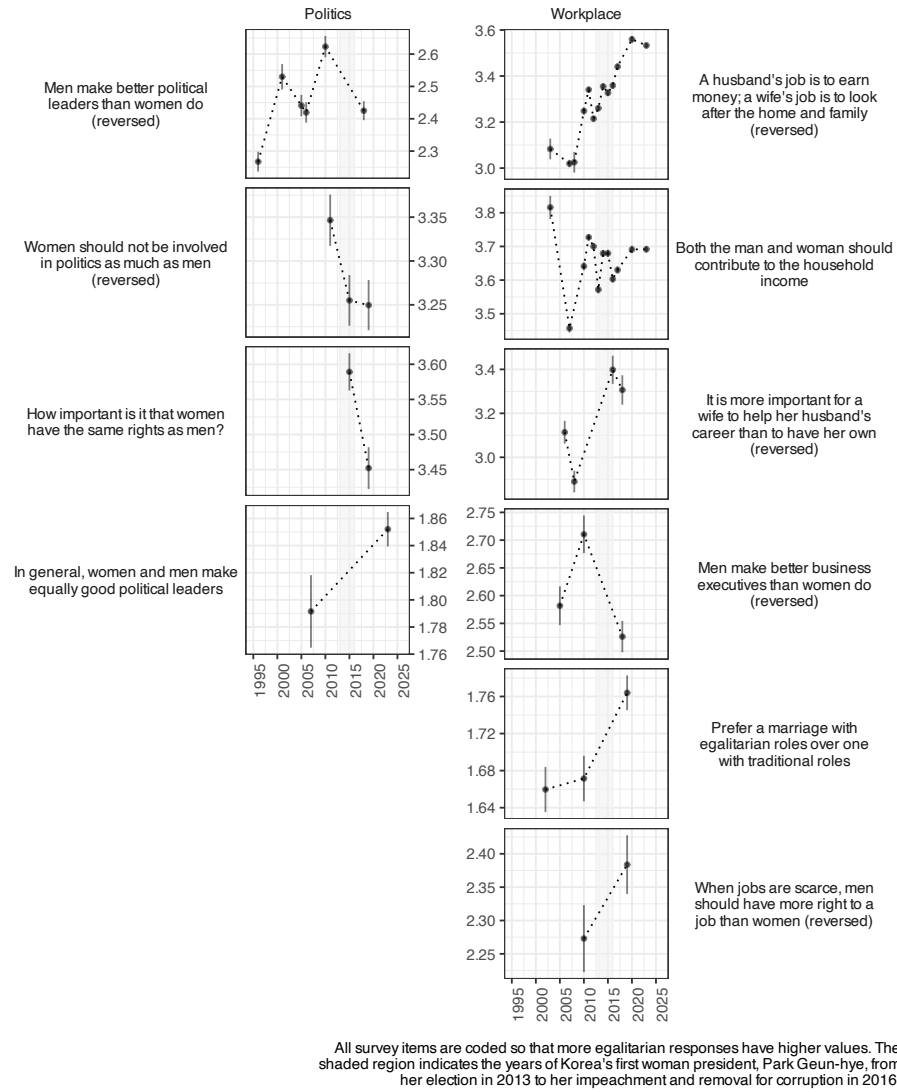 Politics
Workplace
Men make better political
leaders than women do
(reversed)
2.6
2.5
2.4
2.3
3.6
3.4
3.2
3.0
A husband's job is to earn
money; a wife's job is to look
after the home and family
(reversed)
Women should not be involved
in politics as much as men
(reversed)
3.35
3.30
3.25
3.8
3.7
3.6
3.5
Both the man and woman should
contribute to the household
income
How important is it that women
have the same rights as men?
3.60
3.55
3.50
3.45
3.4
3.2
3.0
It is more important for a
wife to help her husband's
career than to have her own
(reversed)
In general, women and men make
equally good political leaders
1.86
1.84
1.82
1.80
1.78
1.76
1995
2000
2005
2010
2015
2020
2025
2.75
2.70
2.65
2.60
2.55
2.50
Men make better business
executives than women do
(reversed)
1.76
1.72
1.68
1.64
Prefer a marriage with
egalitarian roles over one
with traditional roles
2.40
2.35
2.30
2.25
When jobs are scarce, men
should have more right to a
job than women (reversed)
1995
2000
2005
2010
2015
2020
2025
All survey items are coded so that more egalitarian responses have higher values. The
shaded region indicates the years of Korea's first woman president, Park Geun-hye, from
her election in 2013 to her impeachment and removal for corruption in 2016